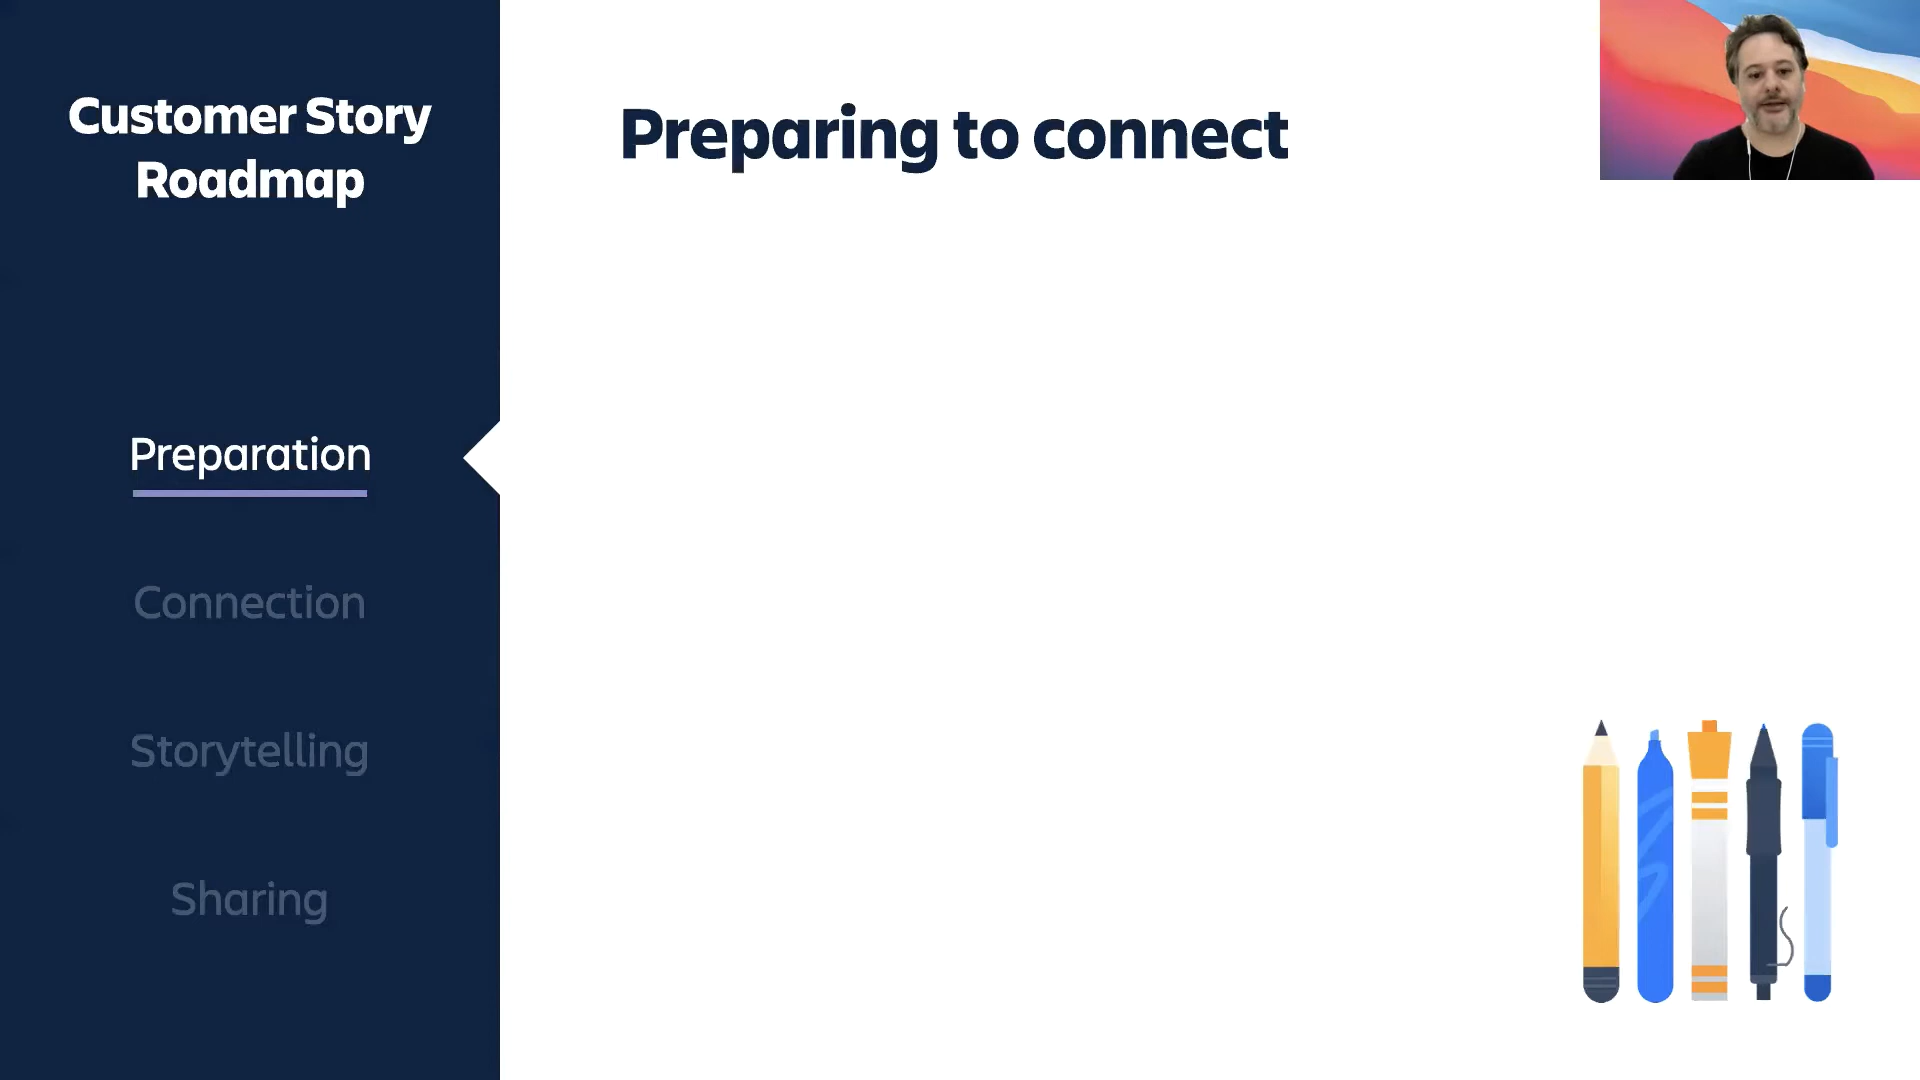 Customer Story
Roadmap
Preparation
Connection
Storytelling
Sharing
Preparing to connect